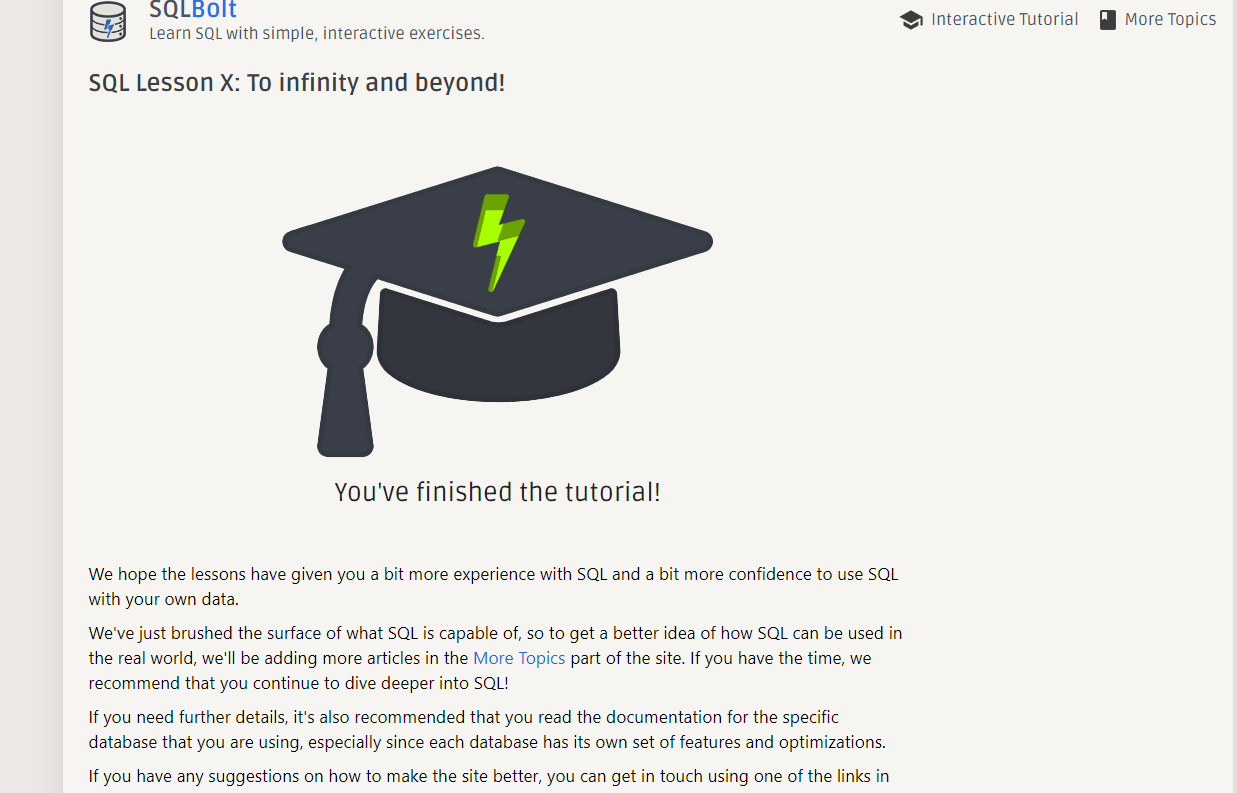 SQLBolt
Learn SQL with simple, interactive exercises.
Interactive Tutorial
More Topics
SQL Lesson X: To infinity and beyond!
You've finished the tutorial!
We hope the lessons have given you a bit more experience with SQL and a bit more confidence to use SQL
with your own data.
We've just brushed the surface of what SQL is capable of, so to get a better idea of how SQL can be used in
the real world, we'll be adding more articles in the More Topics part of the site. If you have the time, we
recommend that you continue to dive deeper into SQL!
If you need further details, it's also recommended that you read the documentation for the specific
database that you are using, especially since each database has its own set of features and optimizations.
If you have any suggestions on how to make the site better, you can get in touch using one of the links in